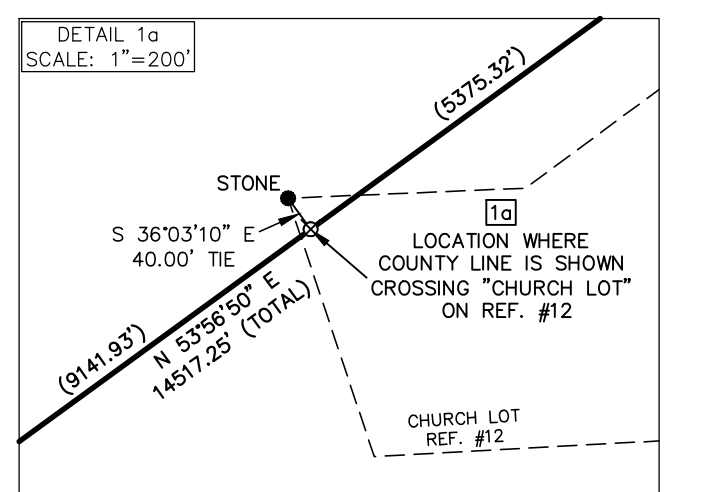 DETAIL 1a
SCALE: 1"=200'
(5375.32')
STONE
S 36°03'10" E
40.00' TIE
1a
LOCATION WHERE
COUNTY LINE IS SHOWN
CROSSING "CHURCH LOT"
ON REF. #12
(9141.93')
N 53°56'50" E
14517.25' (TOTAL)
CHURCH LOT
REF. #12